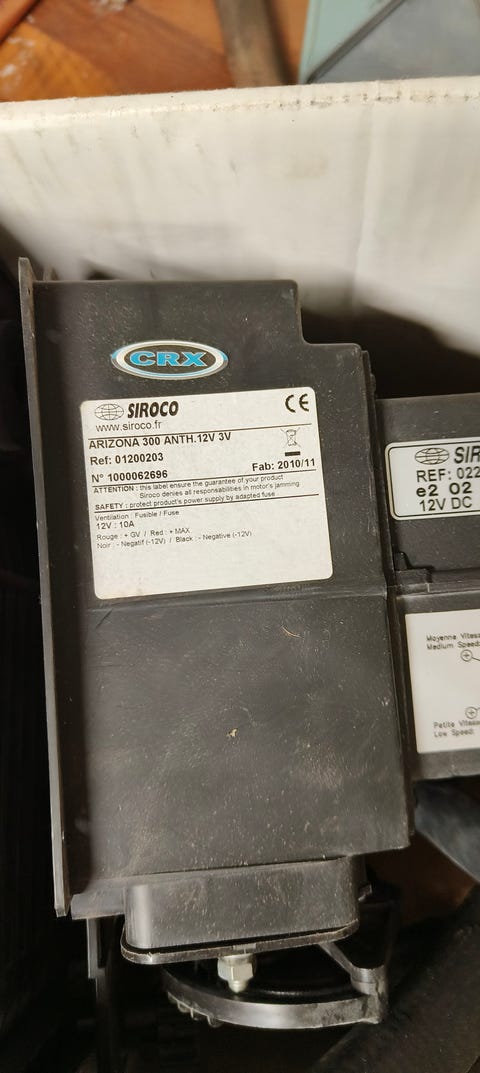 CRX
SIROCO
CE
www.siroco.fr
ARIZONA 300 ANTH.12V 3V
Ref: 01200203
N° 1000062696
Fab: 2010/11
ATTENTION : this label ensure the guarantee of your product
Siroco denies all responsabilities in motor's jamming
SAFETY : protect product's power supply by adapted fuse
Ventilation : Fusible / Fuse
12V : 10A
Rouge : + GV / Red : + MAX
Noir : - Negatif (-12V) / Black : - Negative (-12V)
SIR
REF: 022
e2 02
12V DC
Moyenne Vitess
Medium Speed:
Petite Vitesse
Low Speed: